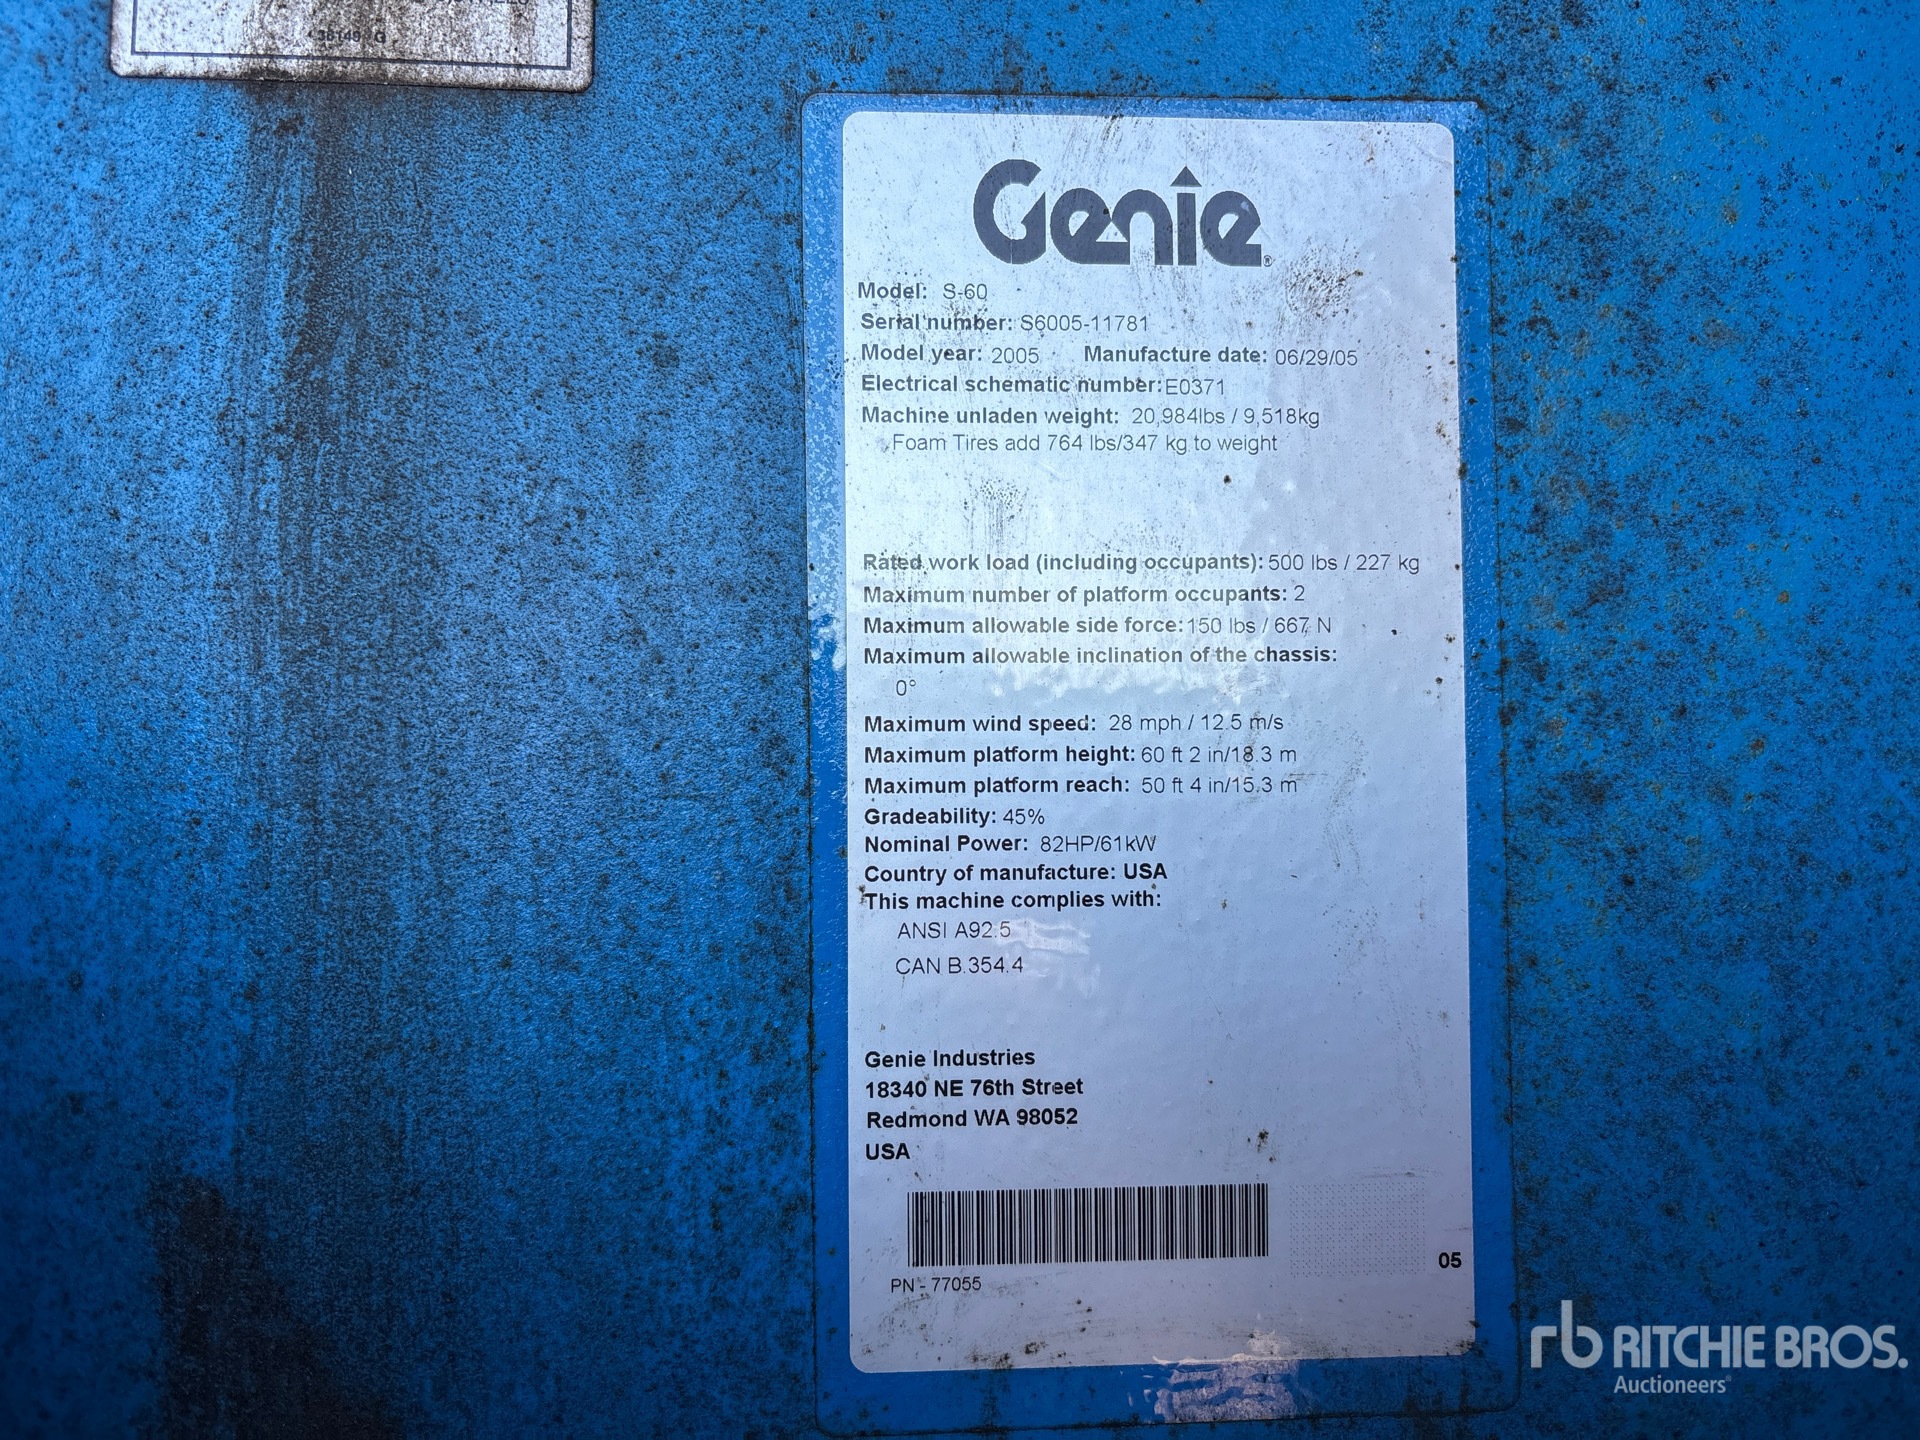 Genie®
Model: S-60
Serial number: S6005-11781
Model year: 2005 Manufacture date: 06/29/05
Electrical schematic number: E0371
Machine unladen weight: 20,984lbs / 9,518kg
Foam Tires add 764 lbs/347 kg to weight
Rated work load (including occupants): 500 lbs / 227 kg
Maximum number of platform occupants: 2
Maximum allowable side force: 150 lbs / 667 N
Maximum allowable inclination of the chassis:
0°
Maximum wind speed: 28 mph / 12.5 m/s
Maximum platform height: 60 ft 2 in/18.3 m
Maximum platform reach: 50 ft 4 in/15.3 m
Gradeability: 45%
Nominal Power: 82HP/61kW
Country of manufacture: USA
This machine complies with:
ANSI A92.5
CAN B.354.4
Genie Industries
18340 NE 76th Street
Redmond WA 98052
USA
05
PN - 77055
rb RITCHIE BROS.
Auctioneers®